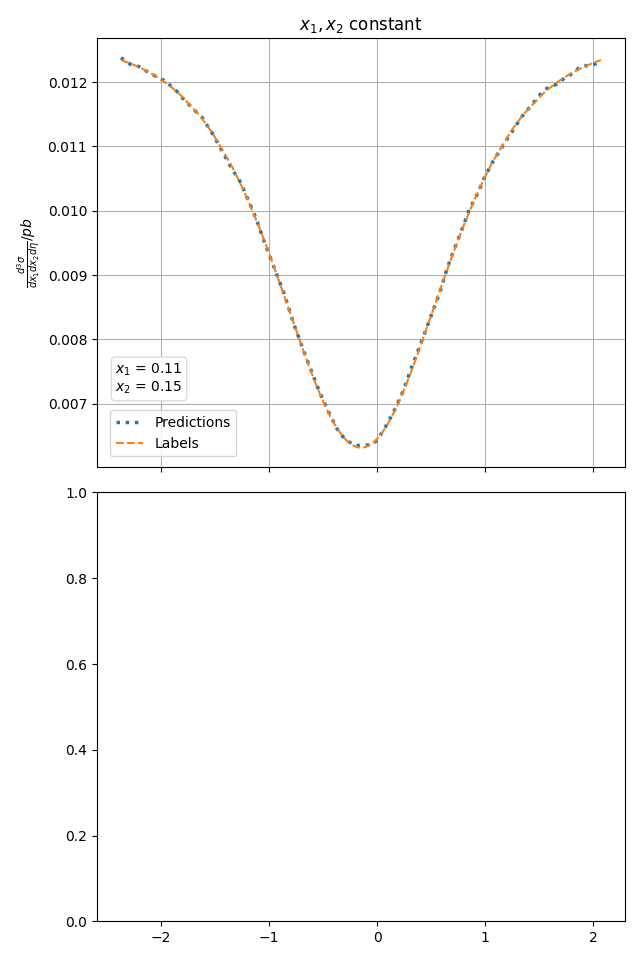 x₁, x₂ constant
0.012
0.011
0.010
0.009
0.008
0.007
d³σ/dx₁dx₂dη /pb
x₁ = 0.11
x₂ = 0.15
Predictions
Labels
1.0
0.8
0.6
0.4
0.2
0.0
−2 −1 0 1 2